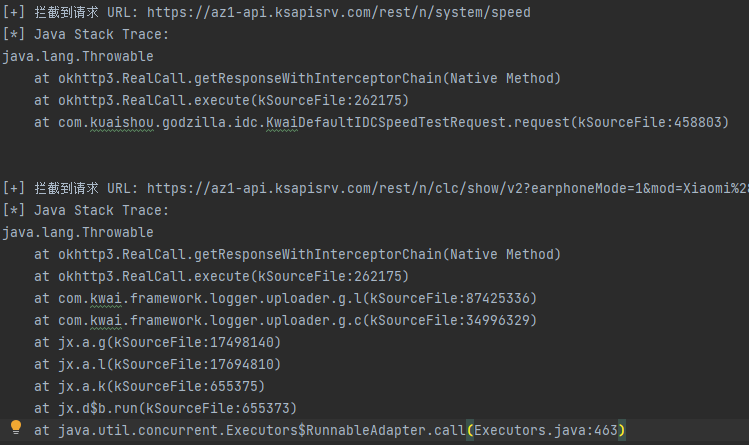 [+] 拦截到请求 URL: https://az1-api.ksapisrv.com/rest/n/system/speed
[*] Java Stack Trace:
java.lang.Throwable
at okhttp3.RealCall.getResponseWithInterceptorChain(Native Method)
at okhttp3.RealCall.execute(kSourceFile:262175)
at com.kuaishou.godzilla.idc.KwaiDefaultIDCSpeedTestRequest.request(kSourceFile:458803)
[+] 拦截到请求 URL: https://az1-api.ksapisrv.com/rest/n/clc/show/v2?earphoneMode=1&mod=Xiaomi%28
[*] Java Stack Trace:
java.lang.Throwable
at okhttp3.RealCall.getResponseWithInterceptorChain(Native Method)
at okhttp3.RealCall.execute(kSourceFile:262175)
at com.kwai.framework.logger.uploader.g.l(kSourceFile:87425336)
at com.kwai.framework.logger.uploader.g.c(kSourceFile:34996329)
at jx.a.g(kSourceFile:17498140)
at jx.a.l(kSourceFile:17694810)
at jx.a.k(kSourceFile:655375)
at jx.d$b.run(kSourceFile:655373)
at java.util.concurrent.Executors$RunnableAdapter.call(Executors.java:463)